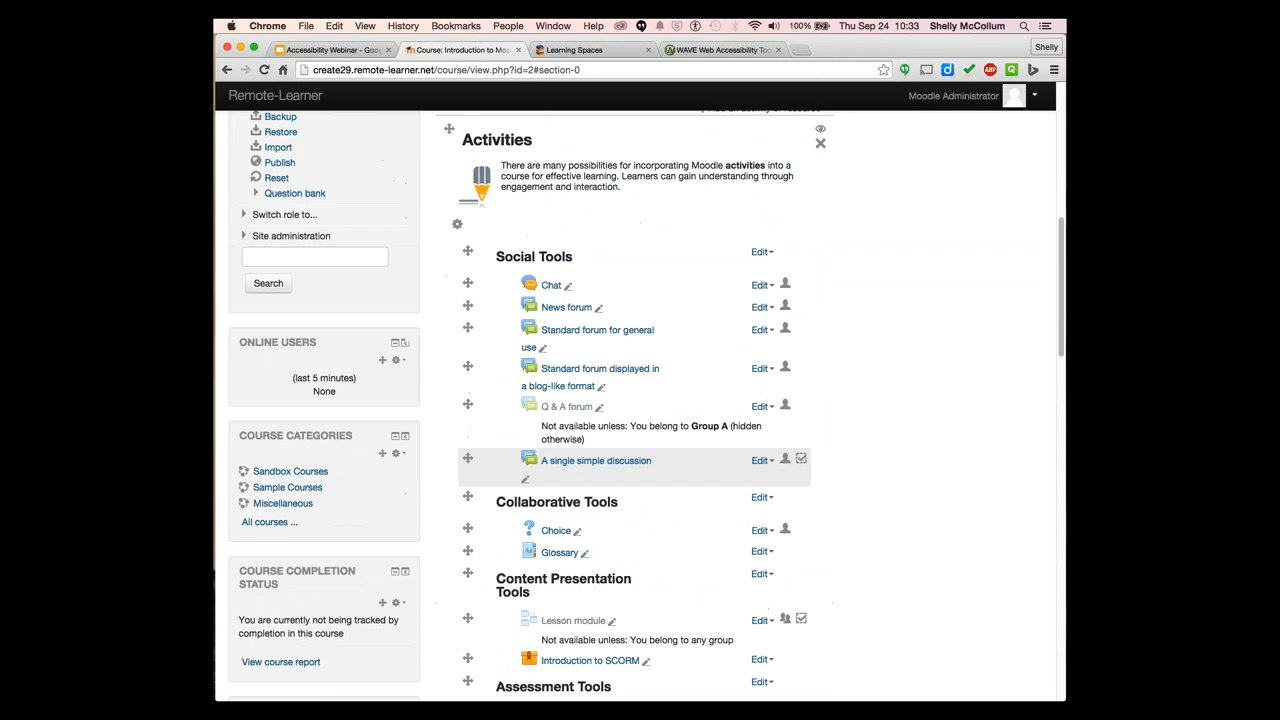 Chrome File Edit View History Bookmarks People Window Help 100% Thu Sep 24 10:33 Shelly McCollum
Accessibility Webinar - Goo Course: Introduction to Moo Learning Spaces WAVE Web Accessibility Too Shelly
create29.remote-learner.net/course/view.php?id=2#section-0
Remote-Learner Moodle Administrator
Backup
Restore
Import
Publish
Reset
Question bank
Switch role to...
Site administration
Search
ONLINE USERS
(last 5 minutes)
None
COURSE CATEGORIES
Sandbox Courses
Sample Courses
Miscellaneous
All courses ...
COURSE COMPLETION
STATUS
You are currently not being tracked by
completion in this course
View course report
Activities
There are many possibilities for incorporating Moodle activities into a
course for effective learning. Learners can gain understanding through
engagement and interaction.
Social Tools Edit
Chat Edit
News forum Edit
Standard forum for general Edit
use
Standard forum displayed in Edit
a blog-like format
Q & A forum Edit
Not available unless: You belong to Group A (hidden
otherwise)
A single simple discussion Edit
Collaborative Tools Edit
Choice Edit
Glossary Edit
Content Presentation Edit
Tools
Lesson module Edit
Not available unless: You belong to any group
Introduction to SCORM Edit
Assessment Tools Edit